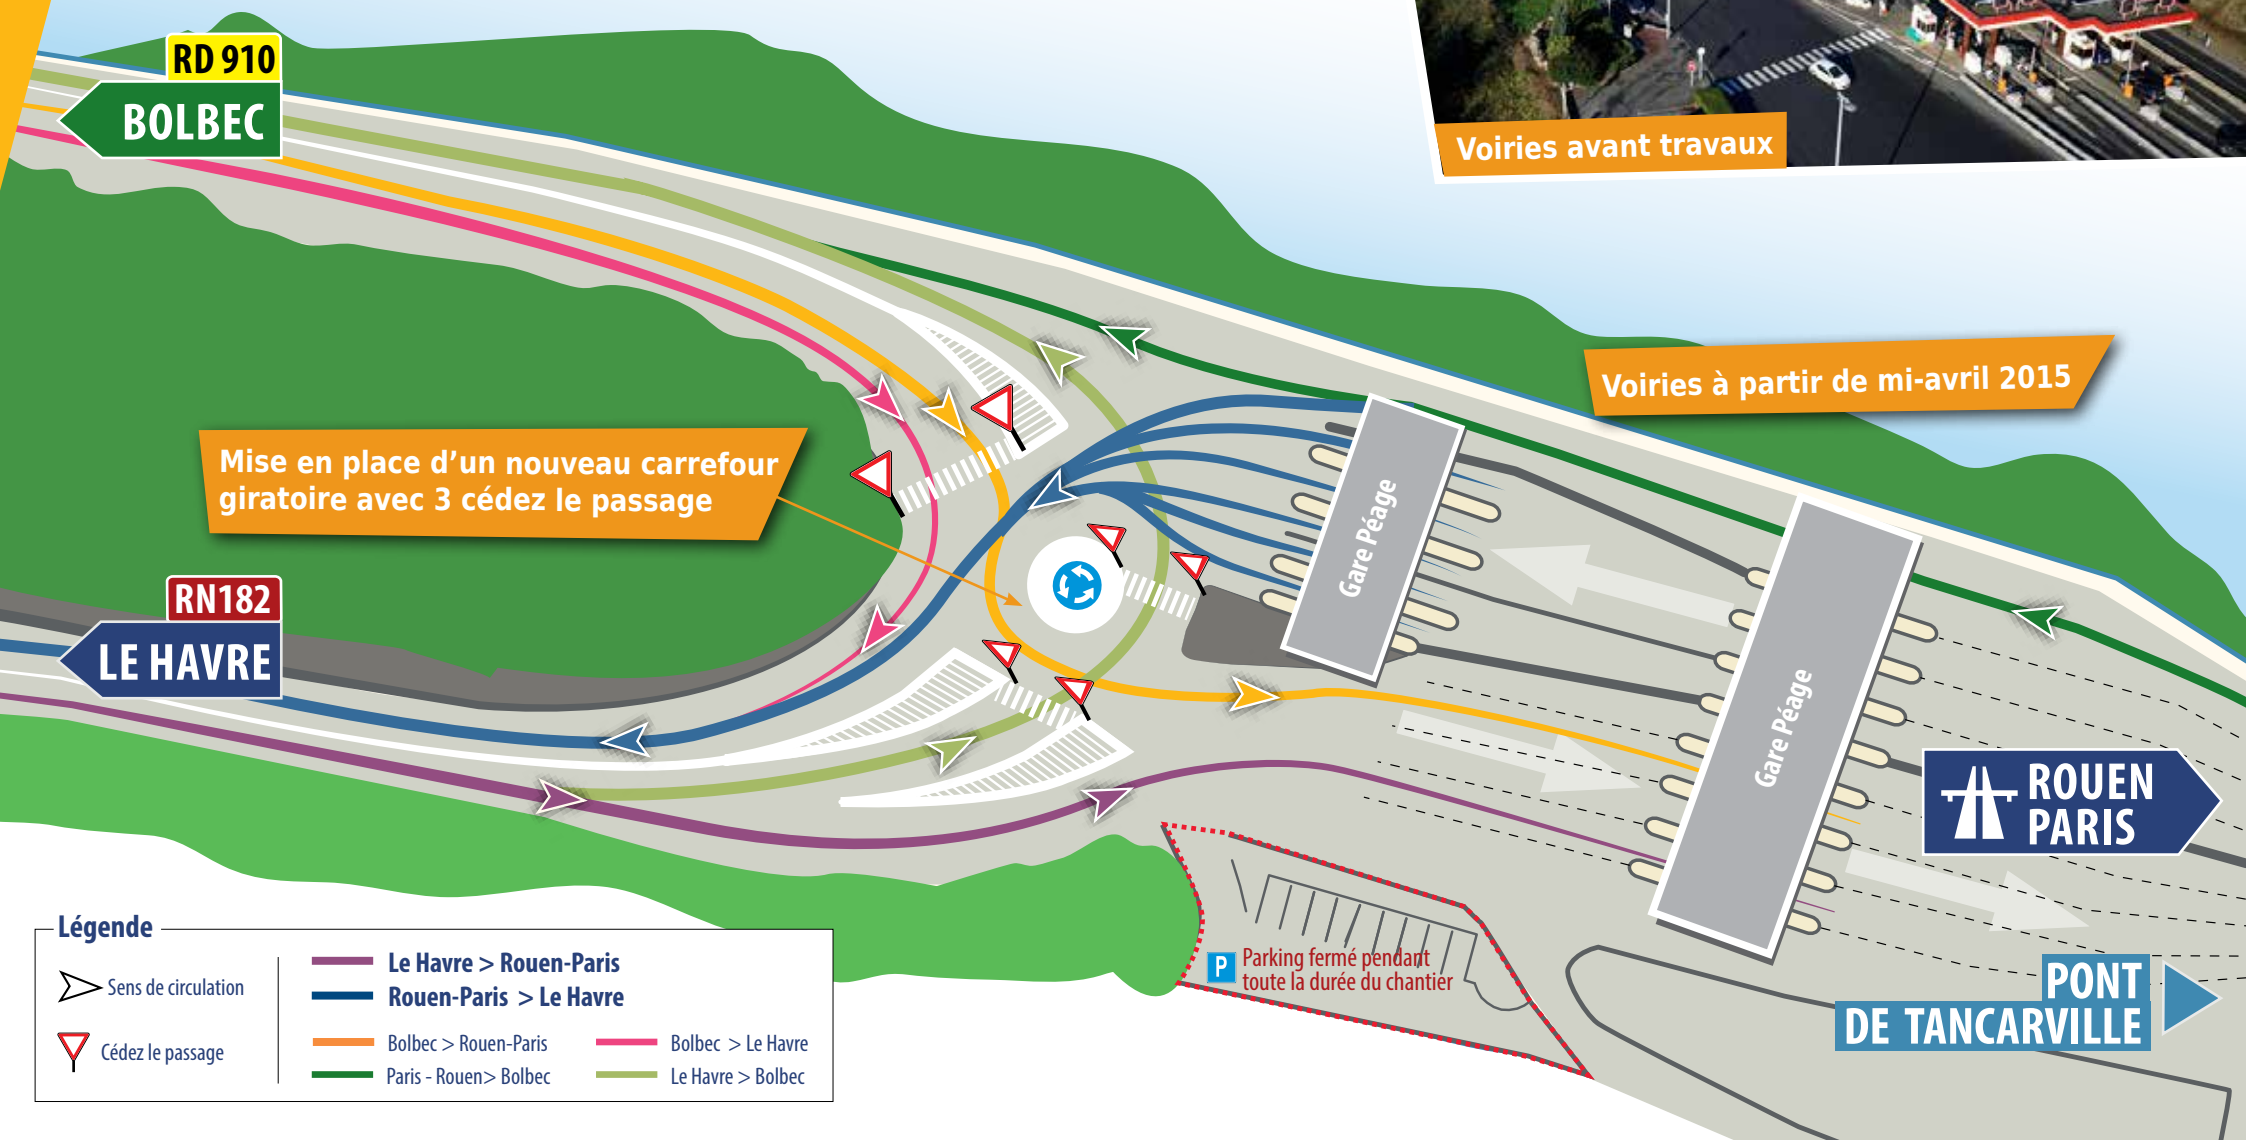 RD 910
BOLBEC
Voiries avant travaux
Voiries à partir de mi-avril 2015
Mise en place d'un nouveau carrefour
giratoire avec 3 cédez le passage
Gare Péage
Gare Péage
RN182
LE HAVRE
ROUEN
PARIS
P
Parking fermé pendant
toute la durée du chantier
PONT
DE TANCARVILLE
Légende
Sens de circulation
Cédez le passage
Le Havre > Rouen-Paris
Rouen-Paris > Le Havre
Bolbec > Rouen-Paris
Paris - Rouen> Bolbec
Bolbec > Le Havre
Le Havre > Bolbec